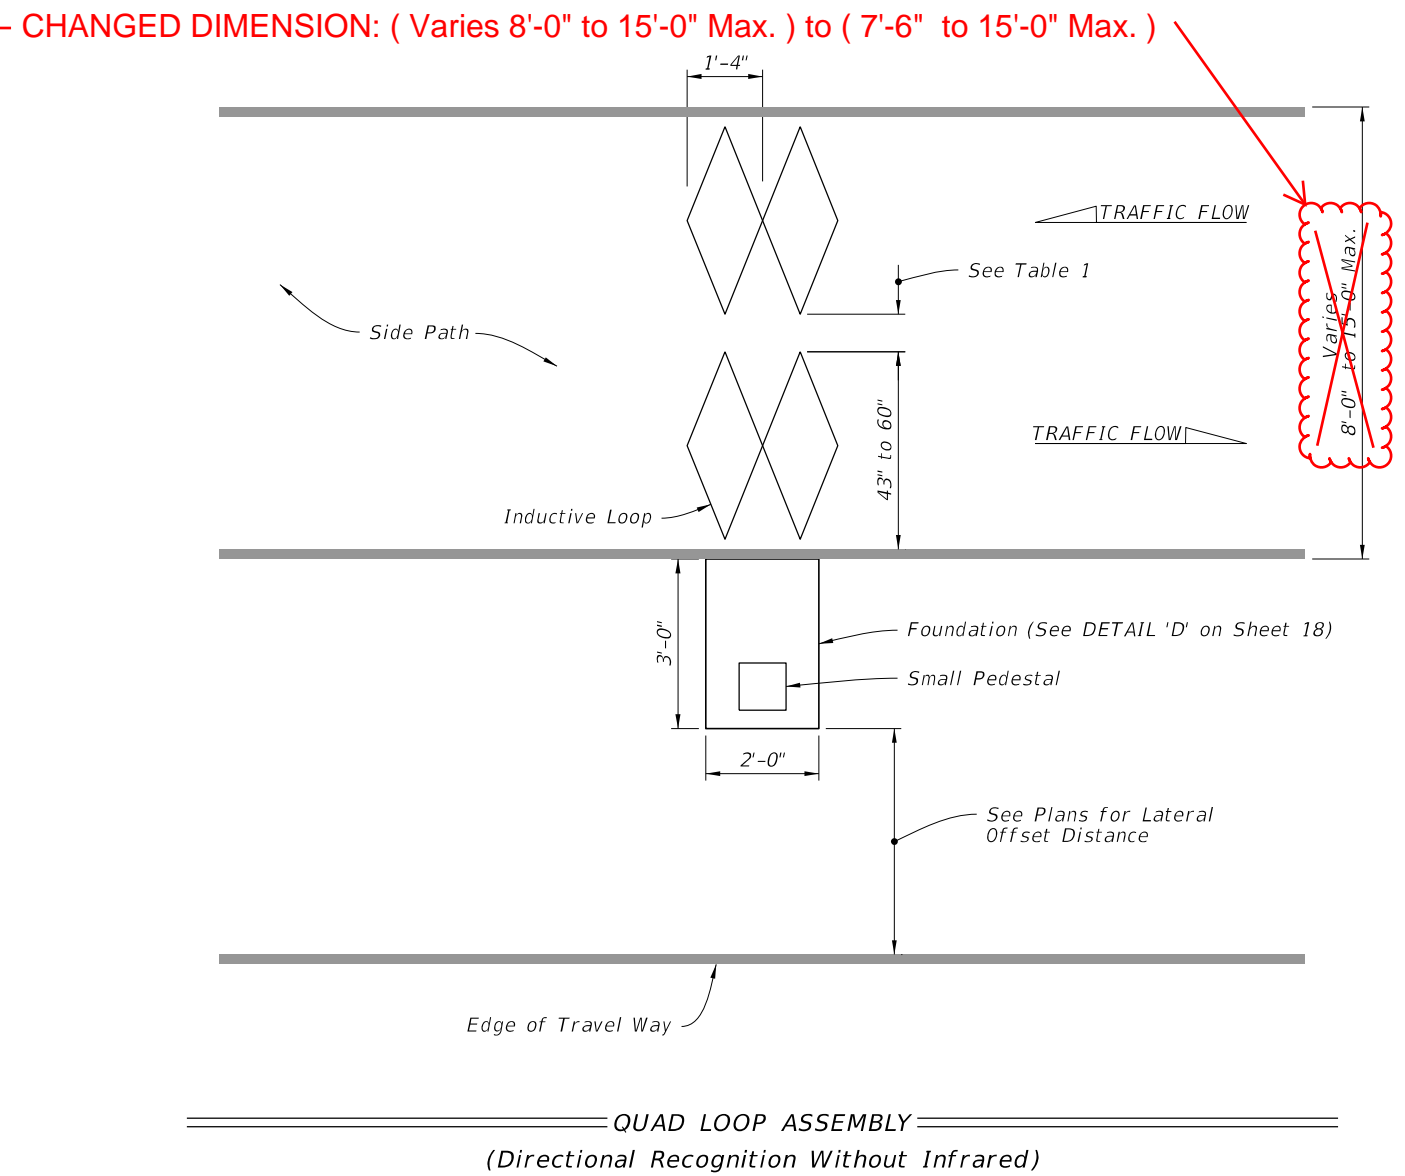 – CHANGED DIMENSION: ( Varies 8'-0" to 15'-0" Max. ) to ( 7'-6"  to 15'-0" Max. )
1'-4"
TRAFFIC FLOW
See Table 1
Side Path
Varies
8'-0" to 15'-0" Max.
TRAFFIC FLOW
43" to 60"
Inductive Loop
3'-0"
Foundation (See DETAIL 'D' on Sheet 18)
Small Pedestal
2'-0"
See Plans for Lateral
Offset Distance
Edge of Travel Way
QUAD LOOP ASSEMBLY
(Directional Recognition Without Infrared)